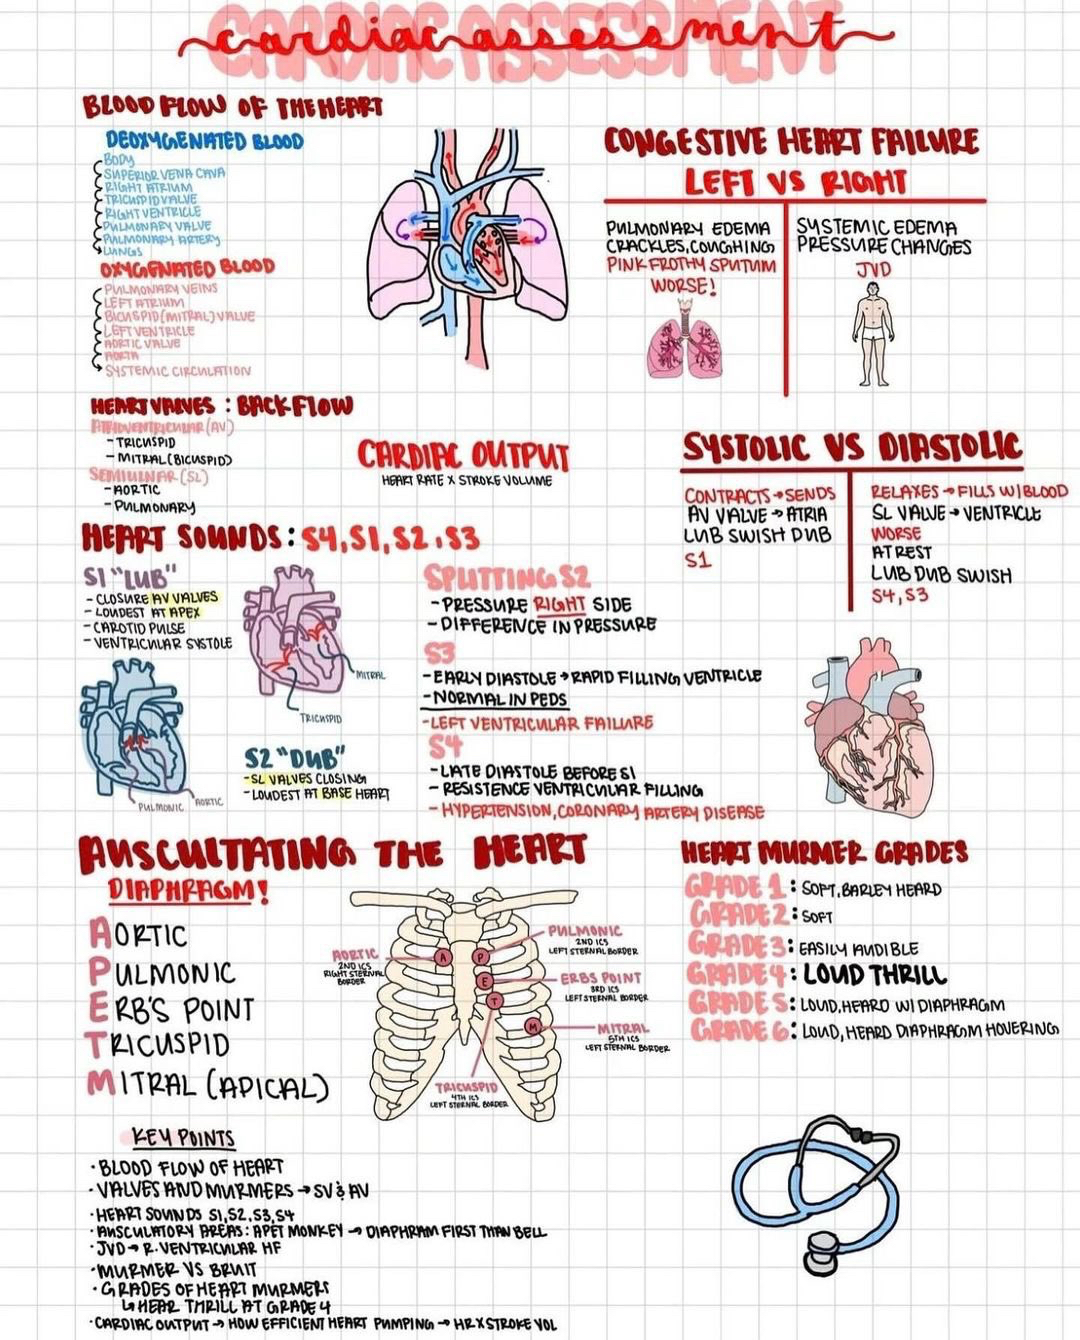 cardiac assessment
CARDIAC ASSESSMENT
BLOOD FLOW OF THE HEART
DEOXYGENATED BLOOD
BODY
SUPERIOR VENA CAVA
RIGHT ATRIUM
TRICUSPID VALVE
RIGHT VENTRICLE
PULMONARY VALVE
PULMONARY ARTERY
LUNGS
OXYGENATED BLOOD
PULMONARY VEINS
LEFT ATRIUM
BICUSPID(MITRAL) VALVE
LEFT VENTRICLE
AORTIC VALVE
AORTA
SYSTEMIC CIRCULATION
CONGESTIVE HEART FAILURE
LEFT VS RIGHT
PULMONARY EDEMA
CRACKLES, COUGHING
PINK FROTHY SPUTUM
WORSE!
SYSTEMIC EDEMA
PRESSURE CHANGES
JVD
HEART VALVES : BACKFLOW
ATRIOVENTRICULAR (AV)
- TRICUSPID
- MITRAL (BICUSPID)
SEMILUNAR (SL)
- AORTIC
- PULMONARY
CARDIAC OUTPUT
HEART RATE X STROKE VOLUME
SYSTOLIC VS DIASTOLIC
CONTRACTS → SENDS
AV VALVE → ATRIA
LUB SWISH DUB
S1
RELAXES → FILLS W/BLOOD
SL VALVE → VENTRICLE
WORSE
AT REST
LUB DUB SWISH
S4, S3
HEART SOUNDS: S4, S1, S2, S3
S1 "LUB"
- CLOSURE AV VALVES
- LOUDEST AT APEX
- CAROTID PULSE
- VENTRICULAR SYSTOLE
MITRAL
TRICUSPID
S2 "DUB"
- SL VALVES CLOSING
- LOUDEST AT BASE HEART
PULMONIC
AORTIC
SPLITTING S2
- PRESSURE RIGHT SIDE
- DIFFERENCE IN PRESSURE
S3
- EARLY DIASTOLE → RAPID FILLING VENTRICLE
- NORMAL IN PEDS
- LEFT VENTRICULAR FAILURE
S4
- LATE DIASTOLE BEFORE S1
- RESISTENCE VENTRICULAR FILLING
- HYPERTENSION, CORONARY ARTERY DISEASE
AUSCULTATING THE HEART
DIAPHRAGM!
AORTIC
PULMONIC
ERB'S POINT
TRICUSPID
MITRAL (APICAL)
AORTIC
2ND ICS
RIGHT STERNAL
BORDER
PULMONIC
2ND ICS
LEFT STERNAL BORDER
ERBS POINT
3RD ICS
LEFT STERNAL BORDER
MITRAL
5TH ICS
LEFT STERNAL BORDER
TRICUSPID
4TH ICS
LEFT STERNAL BORDER
A
P
E
T
M
HEART MURMER GRADES
GRADE 1: SOFT, BARLEY HEARD
GRADE 2: SOFT
GRADE 3: EASILY AUDIBLE
GRADE 4: LOUD THRILL
GRADE 5: LOUD, HEARD W/ DIAPHRAGM
GRADE 6: LOUD, HEARD DIAPHRAGM HOVERING
KEY POINTS
· BLOOD FLOW OF HEART
· VALVES AND MURMERS → SV & AV
· HEART SOUNDS S1, S2, S3, S4
· AUSCULATORY AREAS: APET MONKEY → DIAPHRAM FIRST THAN BELL
· JVD → R. VENTRICULAR HF
· MURMER VS BRUIT
· GRADES OF HEART MURMERS
↳ HEAR THRILL AT GRADE 4
· CARDIAC OUTPUT → HOW EFFICIENT HEART PUMPING → HR X STROKE VOL